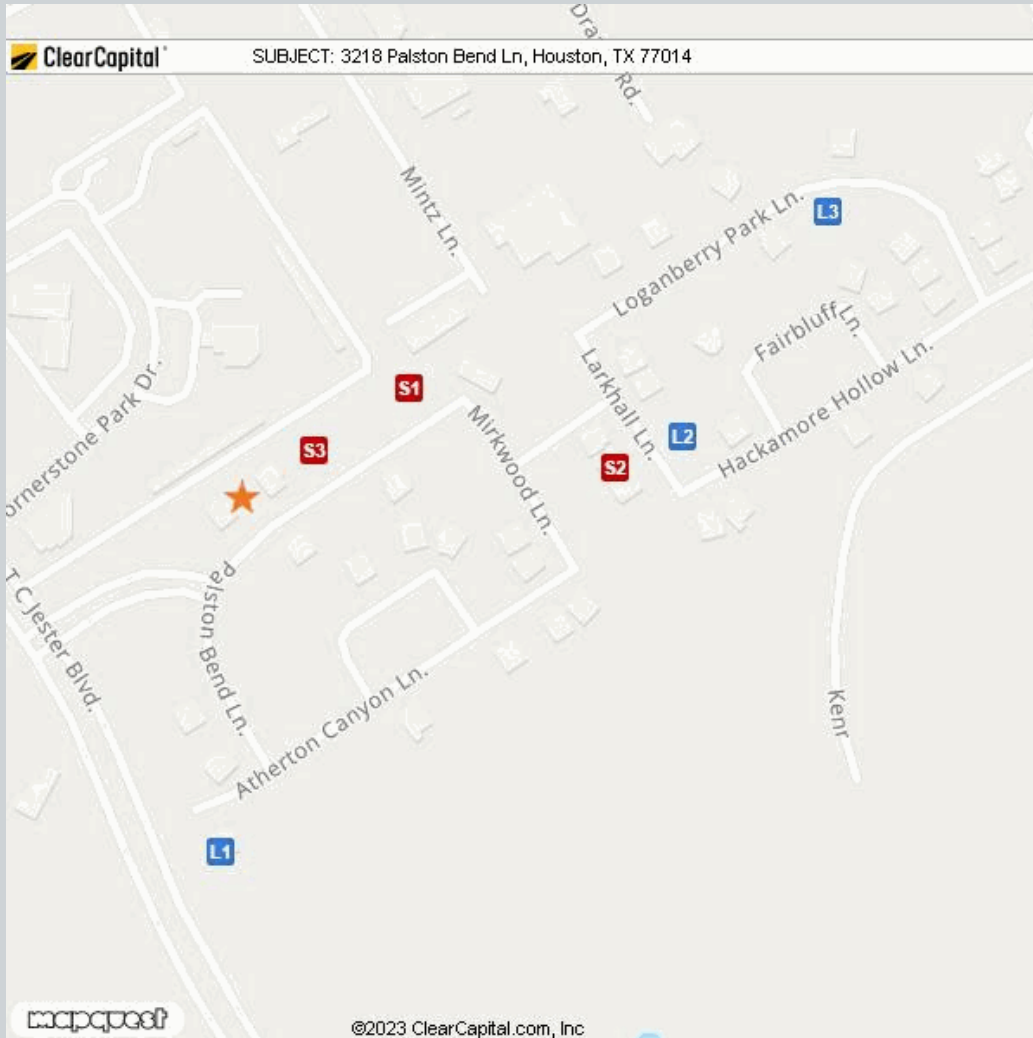 ClearCapital®
SUBJECT: 3218 Palston Bend Ln, Houston, TX 77014
Rd.
Mintz Ln.
L3
Loganberry Park Ln.
Fairbluff Ln.
Larkhall Ln.
Hackamore Hollow Ln.
ornerstone Park Dr.
S1
S3
Mirkwood Ln.
L2
S2
T C Jester Blvd.
Palston Bend Ln.
Atherton Canyon Ln.
Kenr
L1
mapquest
©2023 ClearCapital.com, Inc